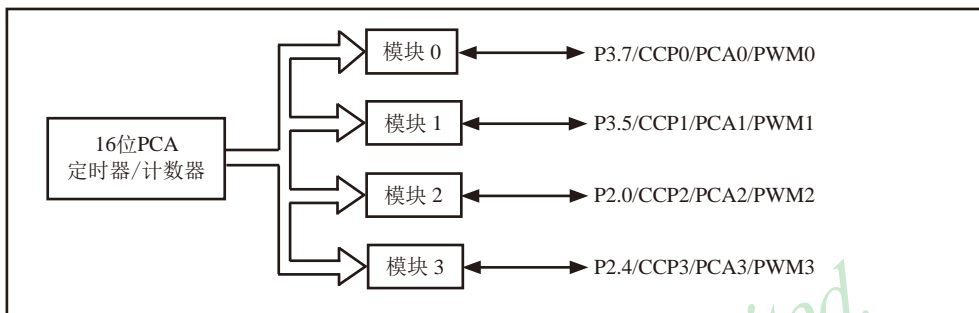 16位PCA
定时器/计数器
模块 0
P3.7/CCP0/PCA0/PWM0
模块 1
P3.5/CCP1/PCA1/PWM1
模块 2
P2.0/CCP2/PCA2/PWM2
模块 3
P2.4/CCP3/PCA3/PWM3